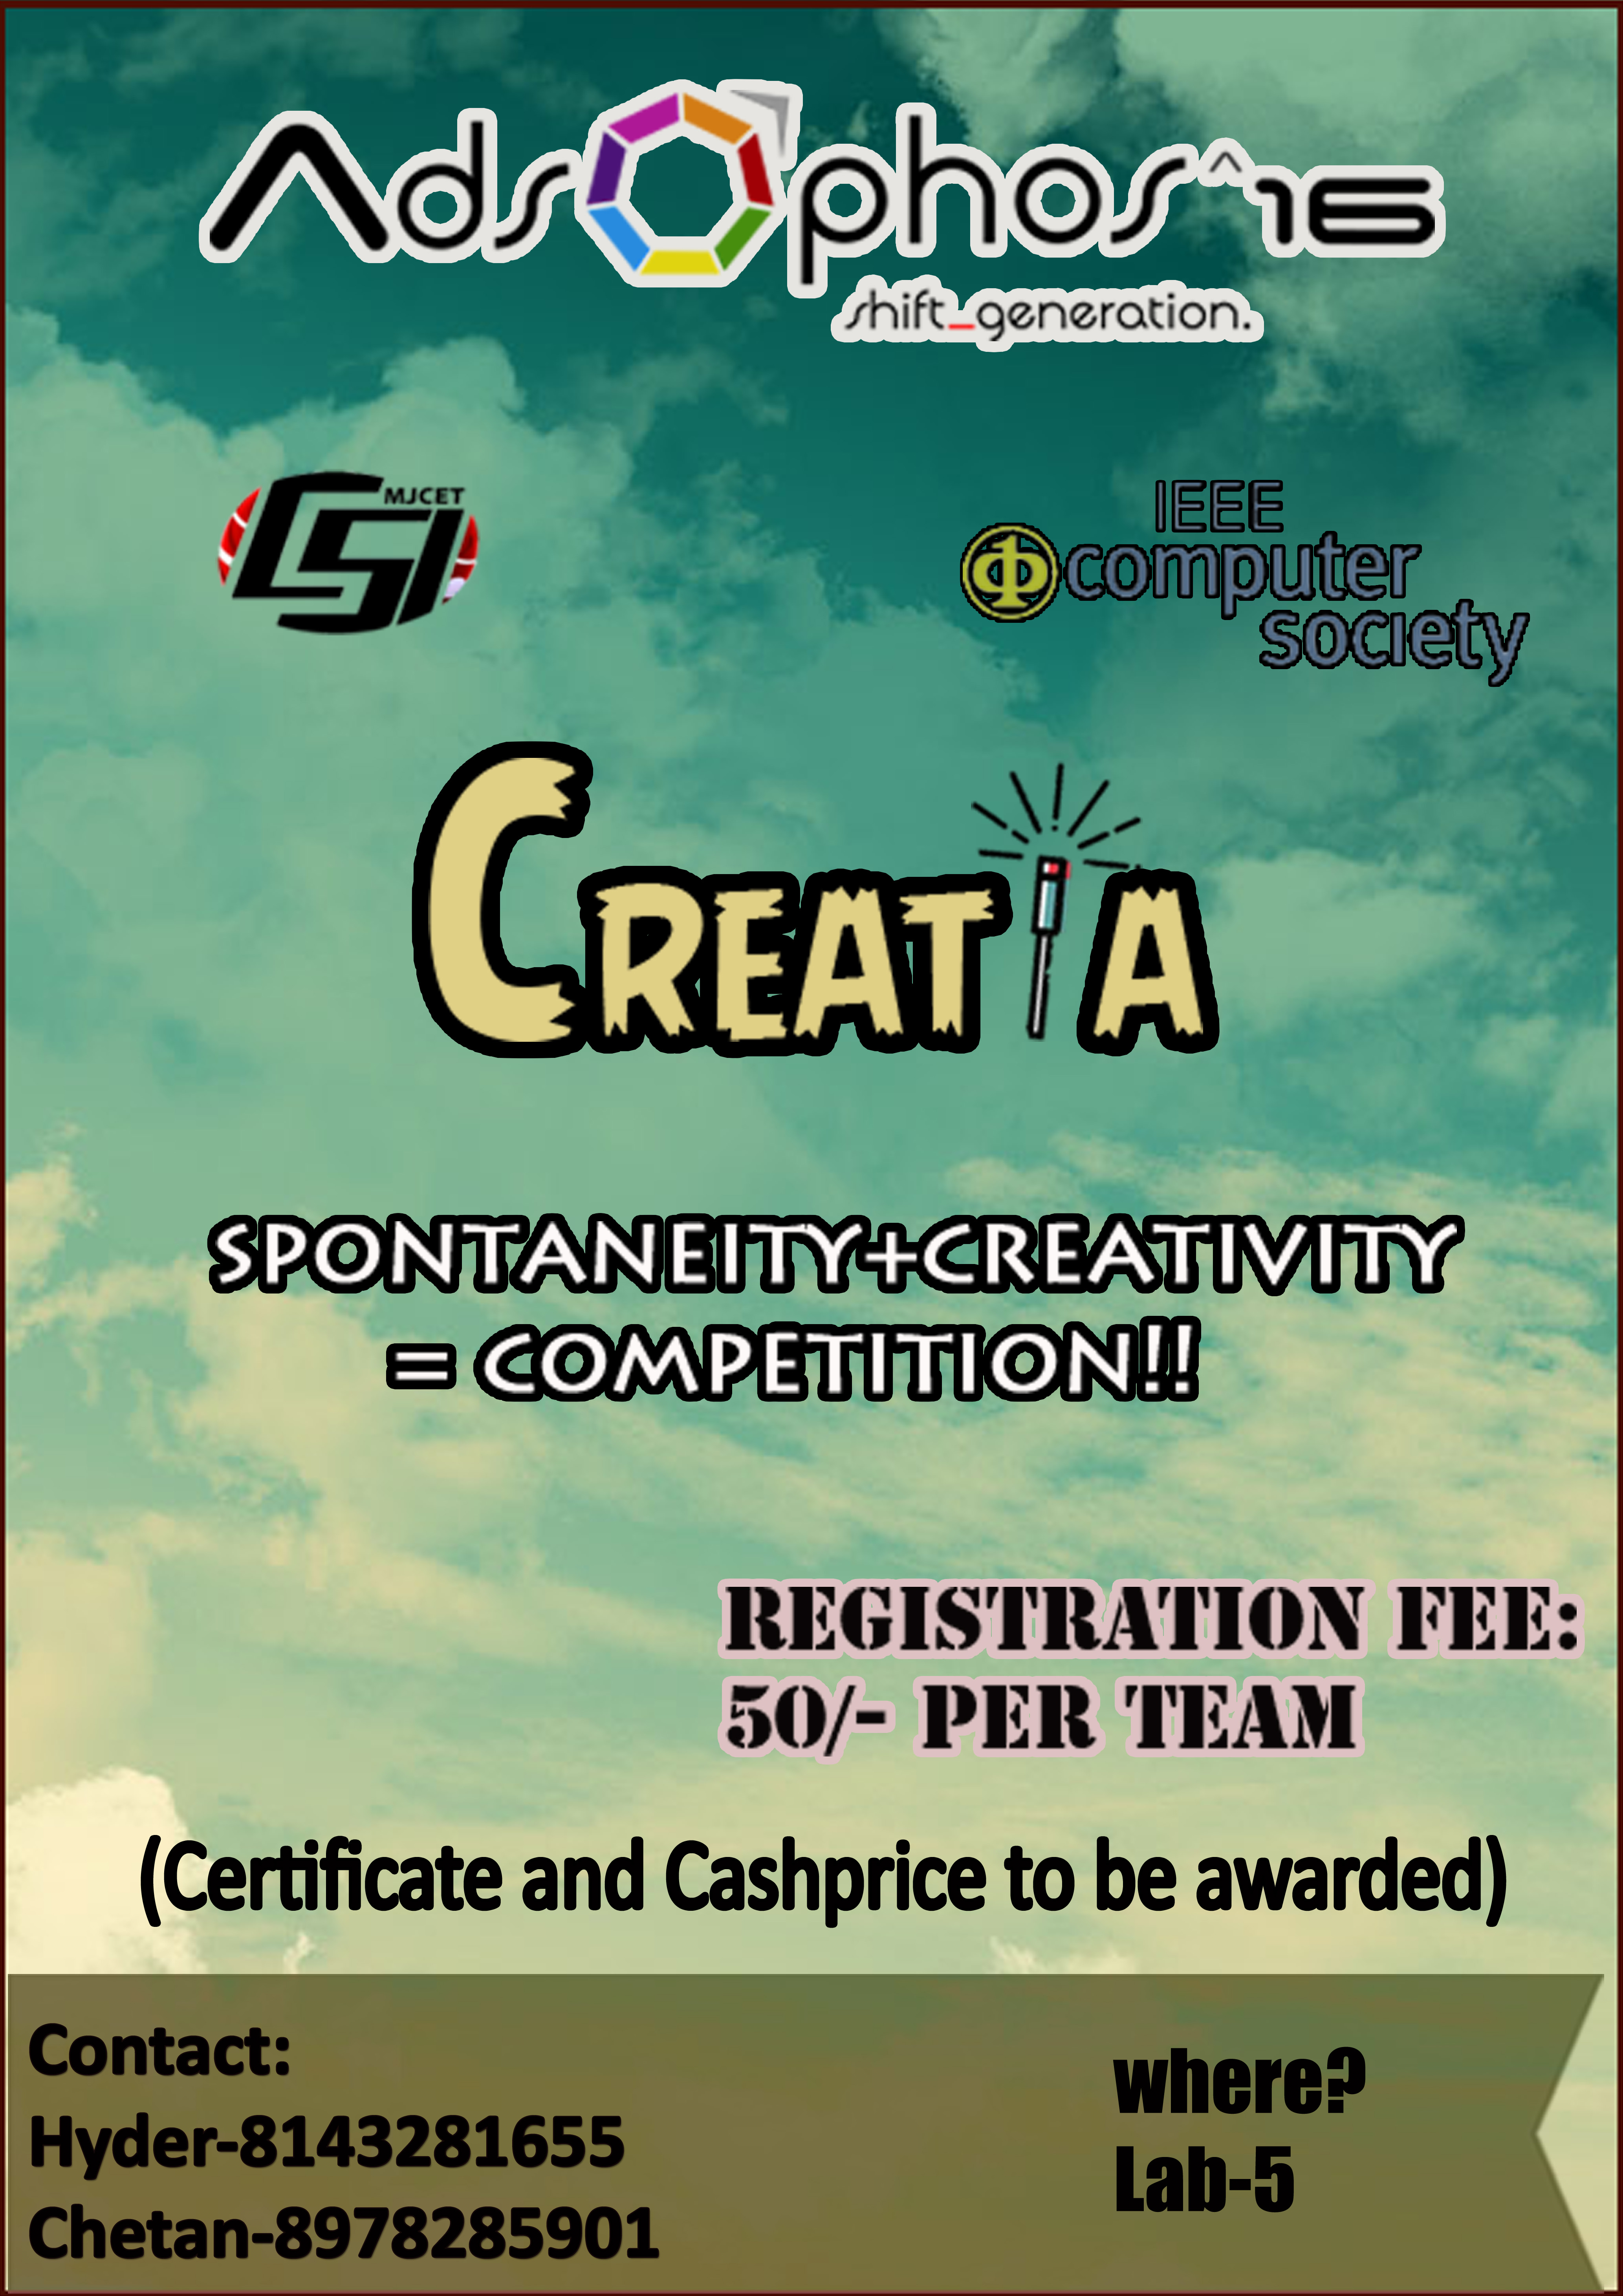 AdsOphos^16
shift_generation.
MJCET
CSI
IEEE
computer
society
CREATiA
SPONTANEITY+CREATIVITY
= COMPETITION!!
REGISTRATION FEE:
50/- PER TEAM
(Certificate and Cashprice to be awarded)
Contact:
Hyder-8143281655
Chetan-8978285901
where?
Lab-5